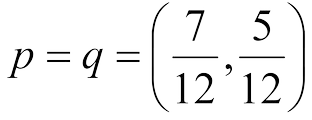 p = q = (7/12, 5/12)